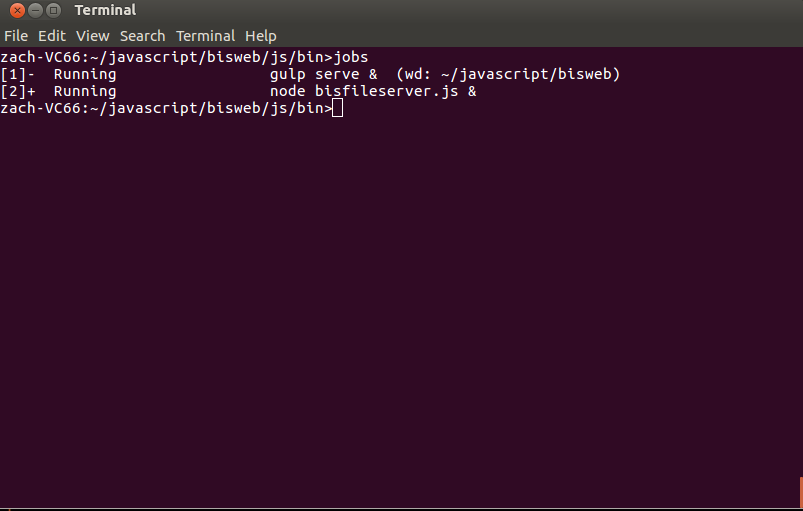 Terminal
File Edit View Search Terminal Help
zach-VC66:~/javascript/bisweb/js/bin>jobs
[1]-  Running                 gulp serve &  (wd: ~/javascript/bisweb)
[2]+  Running                 node bisfileserver.js &
zach-VC66:~/javascript/bisweb/js/bin>